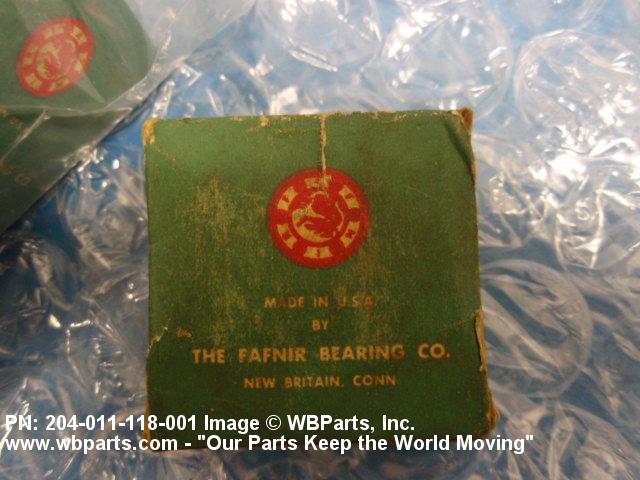 MADE IN U.S.A.
BY
THE FAFNIR BEARING CO.
NEW BRITAIN, CONN
PN: 204-011-118-001 Image © WBParts, Inc.
www.wbparts.com - "Our Parts Keep the World Moving"